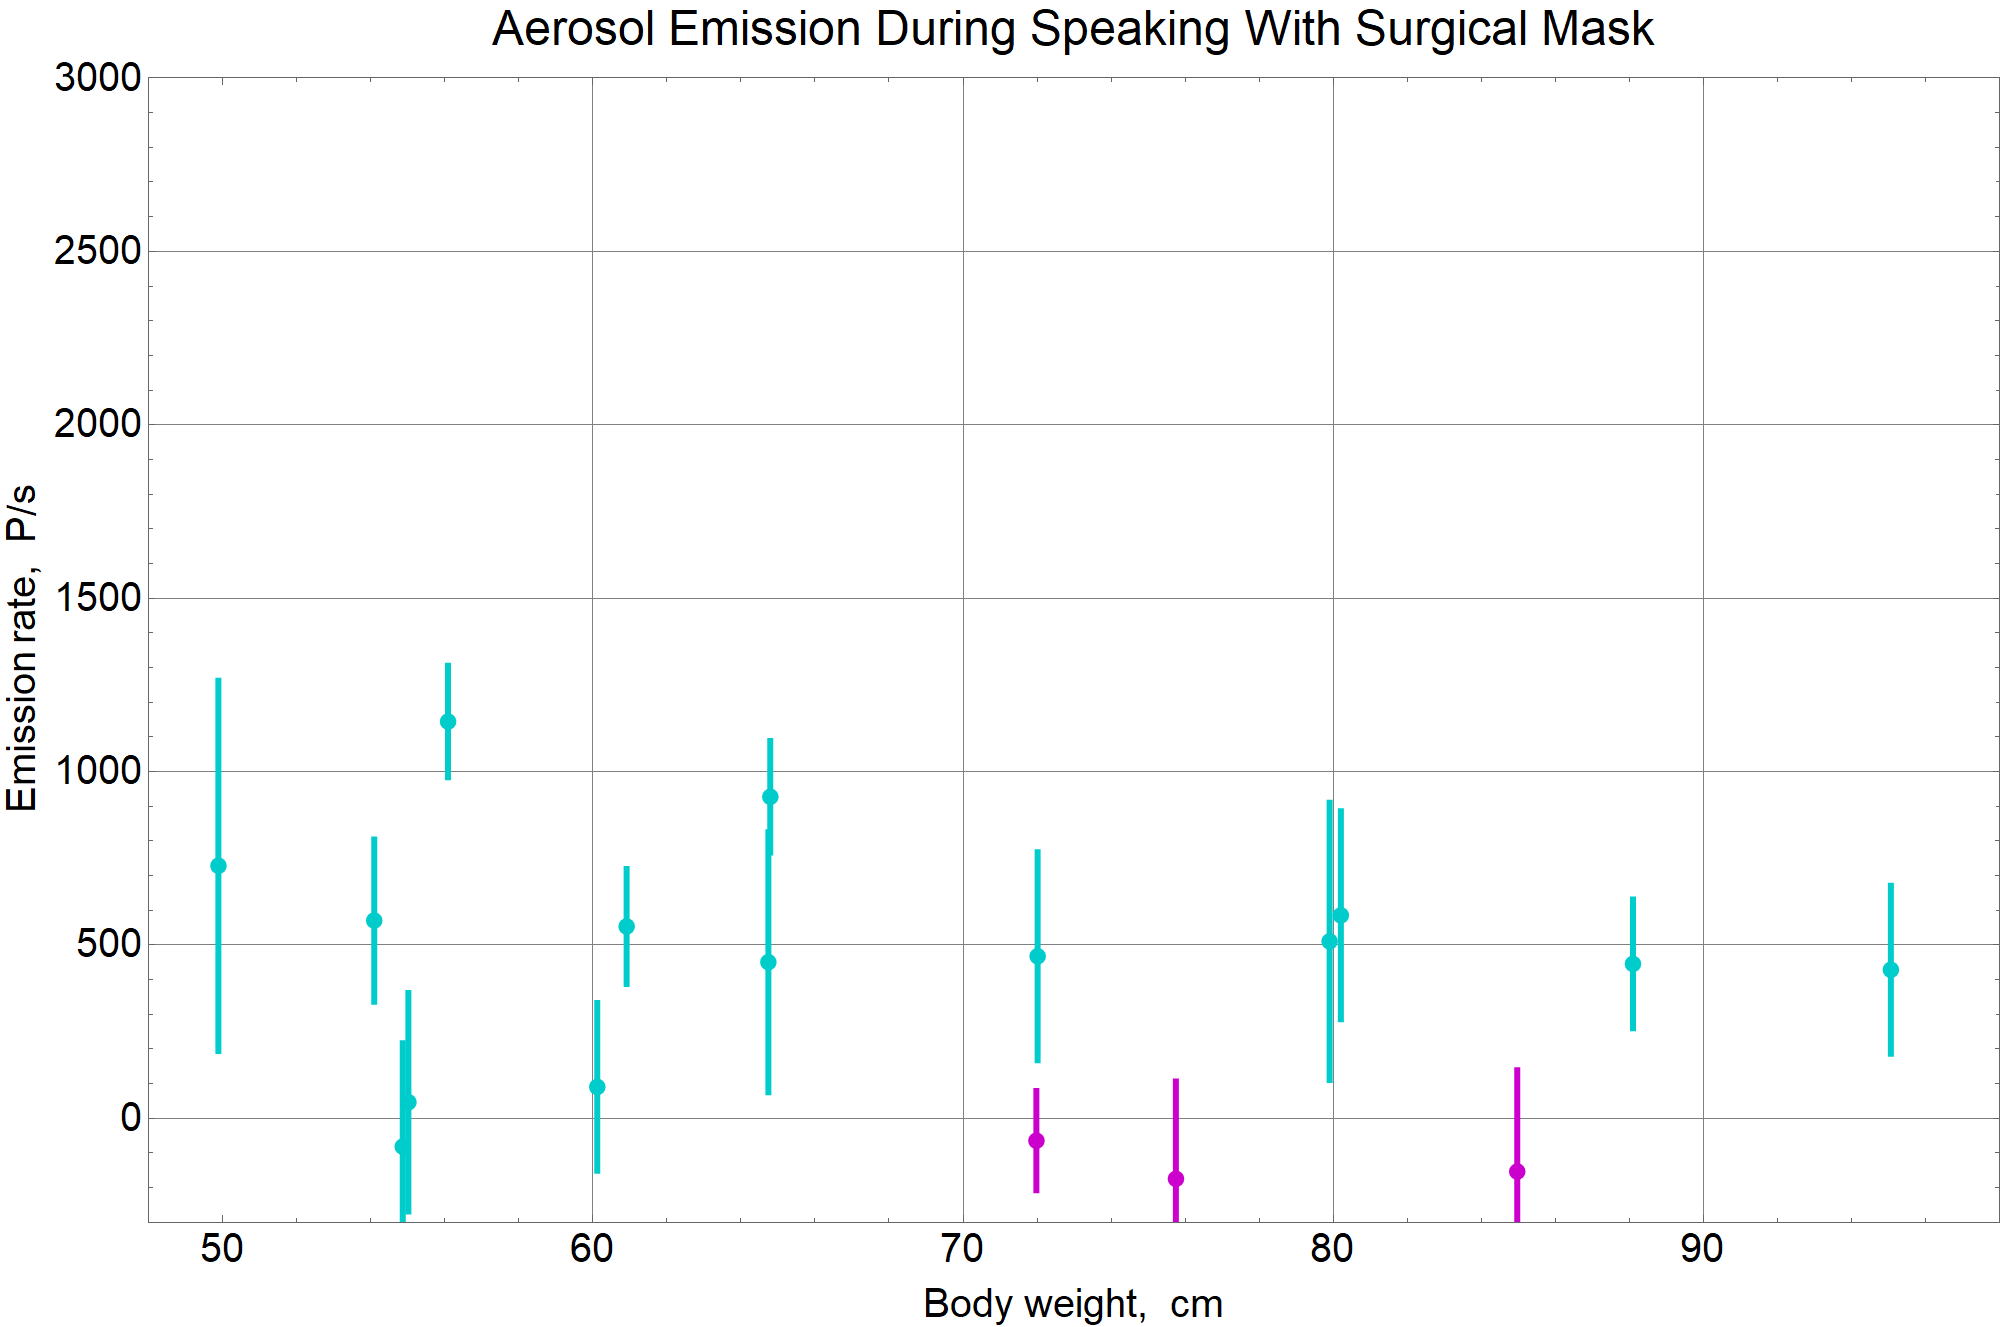 Aerosol Emission During Speaking With Surgical Mask
3000
2500
2000
1500
1000
500
0
Emission rate, P/s
50 60 70 80 90
Body weight, cm